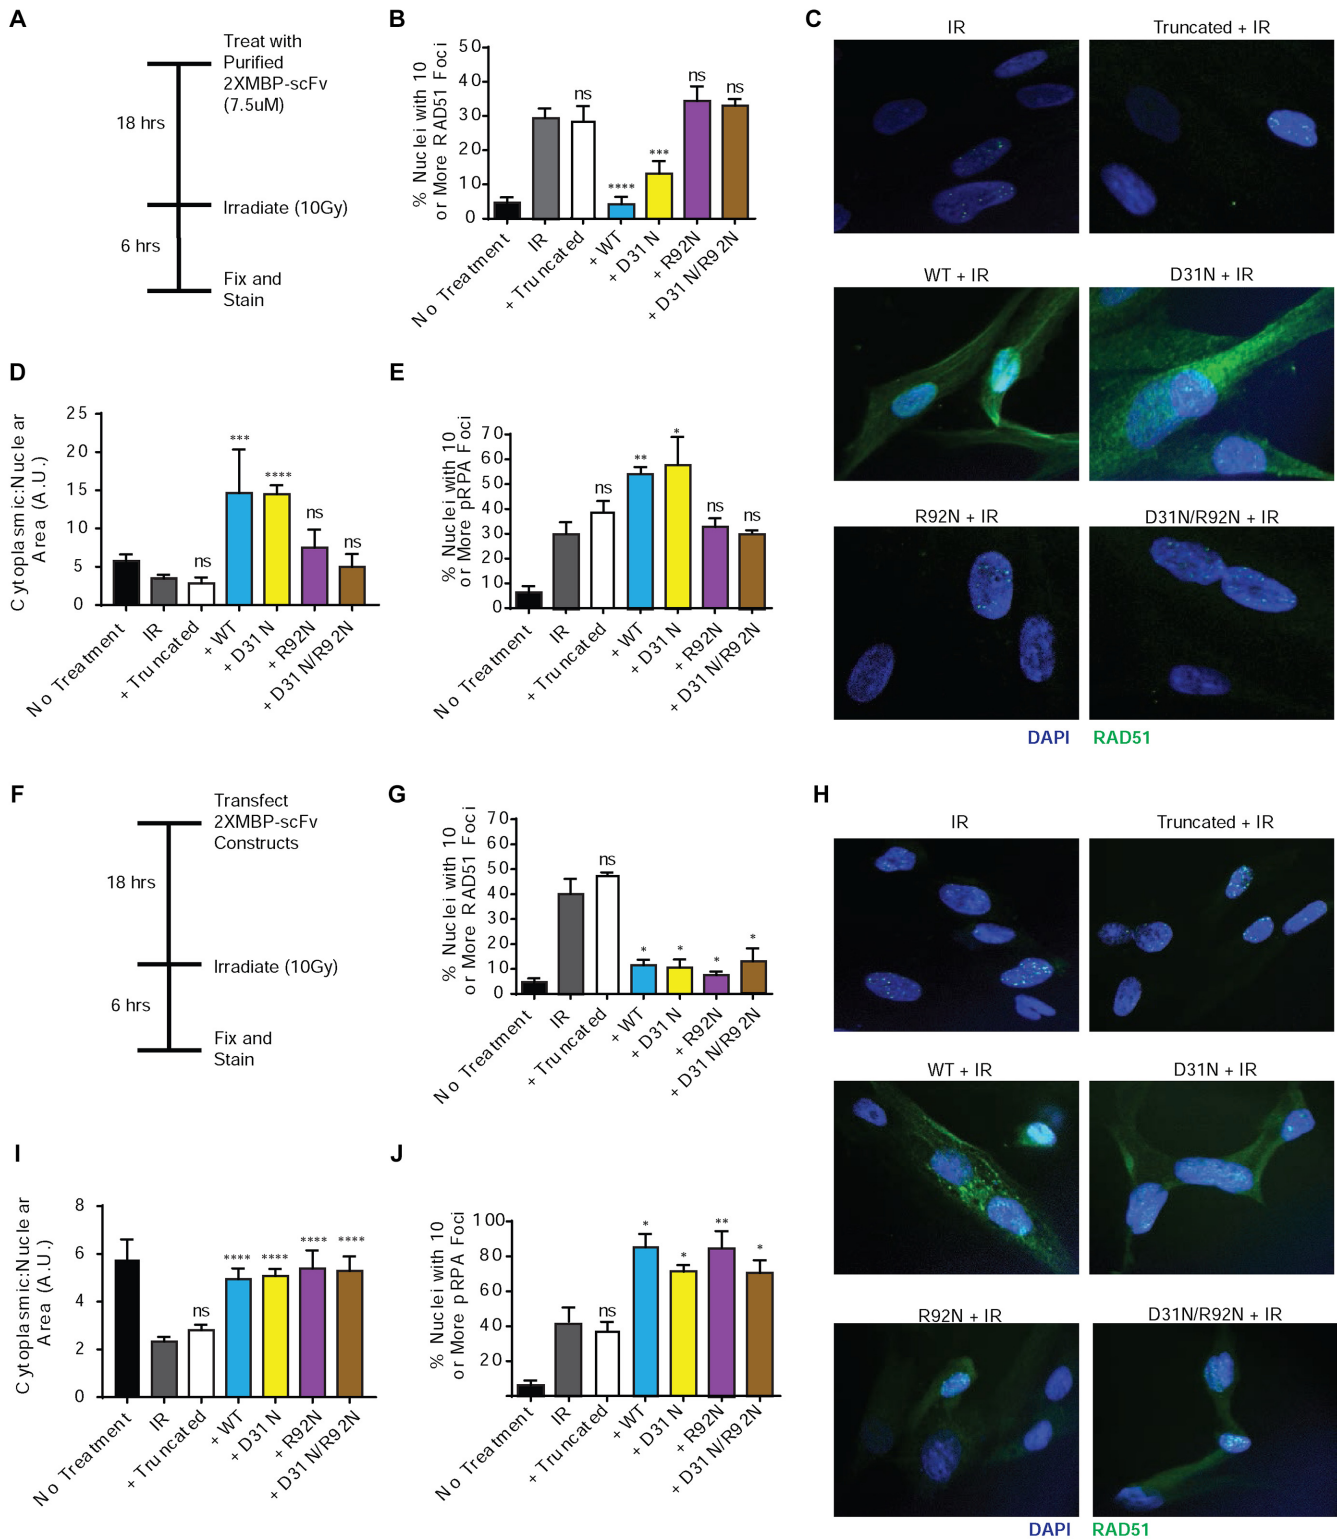 A
Treat with
Purified
2XMBP-scFv
(7.5uM)
18 hrs
Irradiate (10Gy)
6 hrs
Fix and
Stain
B
% Nuclei with 10
or More RAD51 Foci
50
40
30
20
10
0
ns
****
***
ns
ns
No Treatment
IR
+ Truncated
+ WT
+ D31N
+ R92N
+ D31N/R92N
C
IR
Truncated + IR
WT + IR
D31N + IR
R92N + IR
D31N/R92N + IR
DAPI
RAD51
D
Cytoplasmic:Nuclear
Area (A.U.)
25
20
15
10
5
0
ns
***
****
ns
ns
No Treatment
IR
+ Truncated
+ WT
+ D31N
+ R92N
+ D31N/R92N
E
% Nuclei with 10
or More pRPA Foci
70
60
50
40
30
20
10
0
ns
**
*
ns
ns
No Treatment
IR
+ Truncated
+ WT
+ D31N
+ R92N
+ D31N/R92N
F
Transfect
2XMBP-scFv
Constructs
18 hrs
Irradiate (10Gy)
6 hrs
Fix and
Stain
G
% Nuclei with 10
or More RAD51 Foci
70
60
50
40
30
20
10
0
ns
*
*
*
*
No Treatment
IR
+ Truncated
+ WT
+ D31N
+ R92N
+ D31N/R92N
H
IR
Truncated + IR
WT + IR
D31N + IR
R92N + IR
D31N/R92N + IR
DAPI
RAD51
I
Cytoplasmic:Nuclear
Area (A.U.)
8
6
4
2
0
ns
****
****
****
****
No Treatment
IR
+ Truncated
+ WT
+ D31N
+ R92N
+ D31N/R92N
J
% Nuclei with 10
or More pRPA Foci
100
80
60
40
20
ns
*
*
**
*
No Treatment
IR
+ Truncated
+ WT
+ D31N
+ R92N
+ D31N/R92N